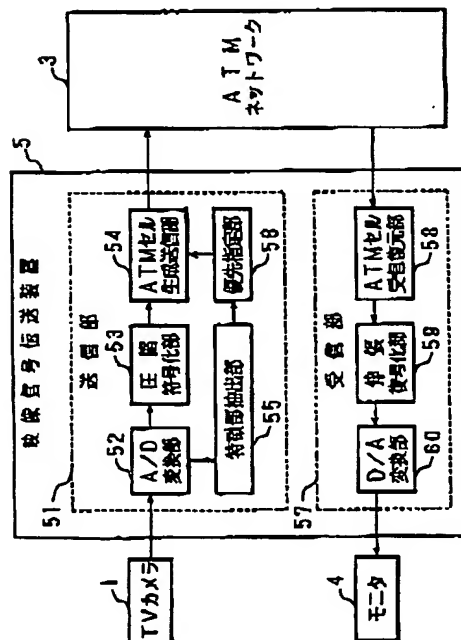 映像信号伝送装器
5
送信部
51
TVカメラ
1
A/D
変換部
52
圧縮
符号化部
53
ATMセル
生成送信部
54
特徴部抽出部
55
優先指定部
56
ATM
ネットワーク
3
受信部
57
ATMセル
受信復元部
58
伸張
復号化部
59
D/A
変換部
60
モニタ
4